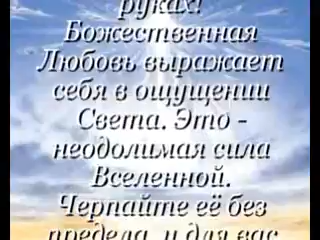 руках!
Божественная
Любовь выражает
себя в ощущении
Света. Это -
неодолимая сила
Вселенной.
Черпайте её без
предела, и для вас